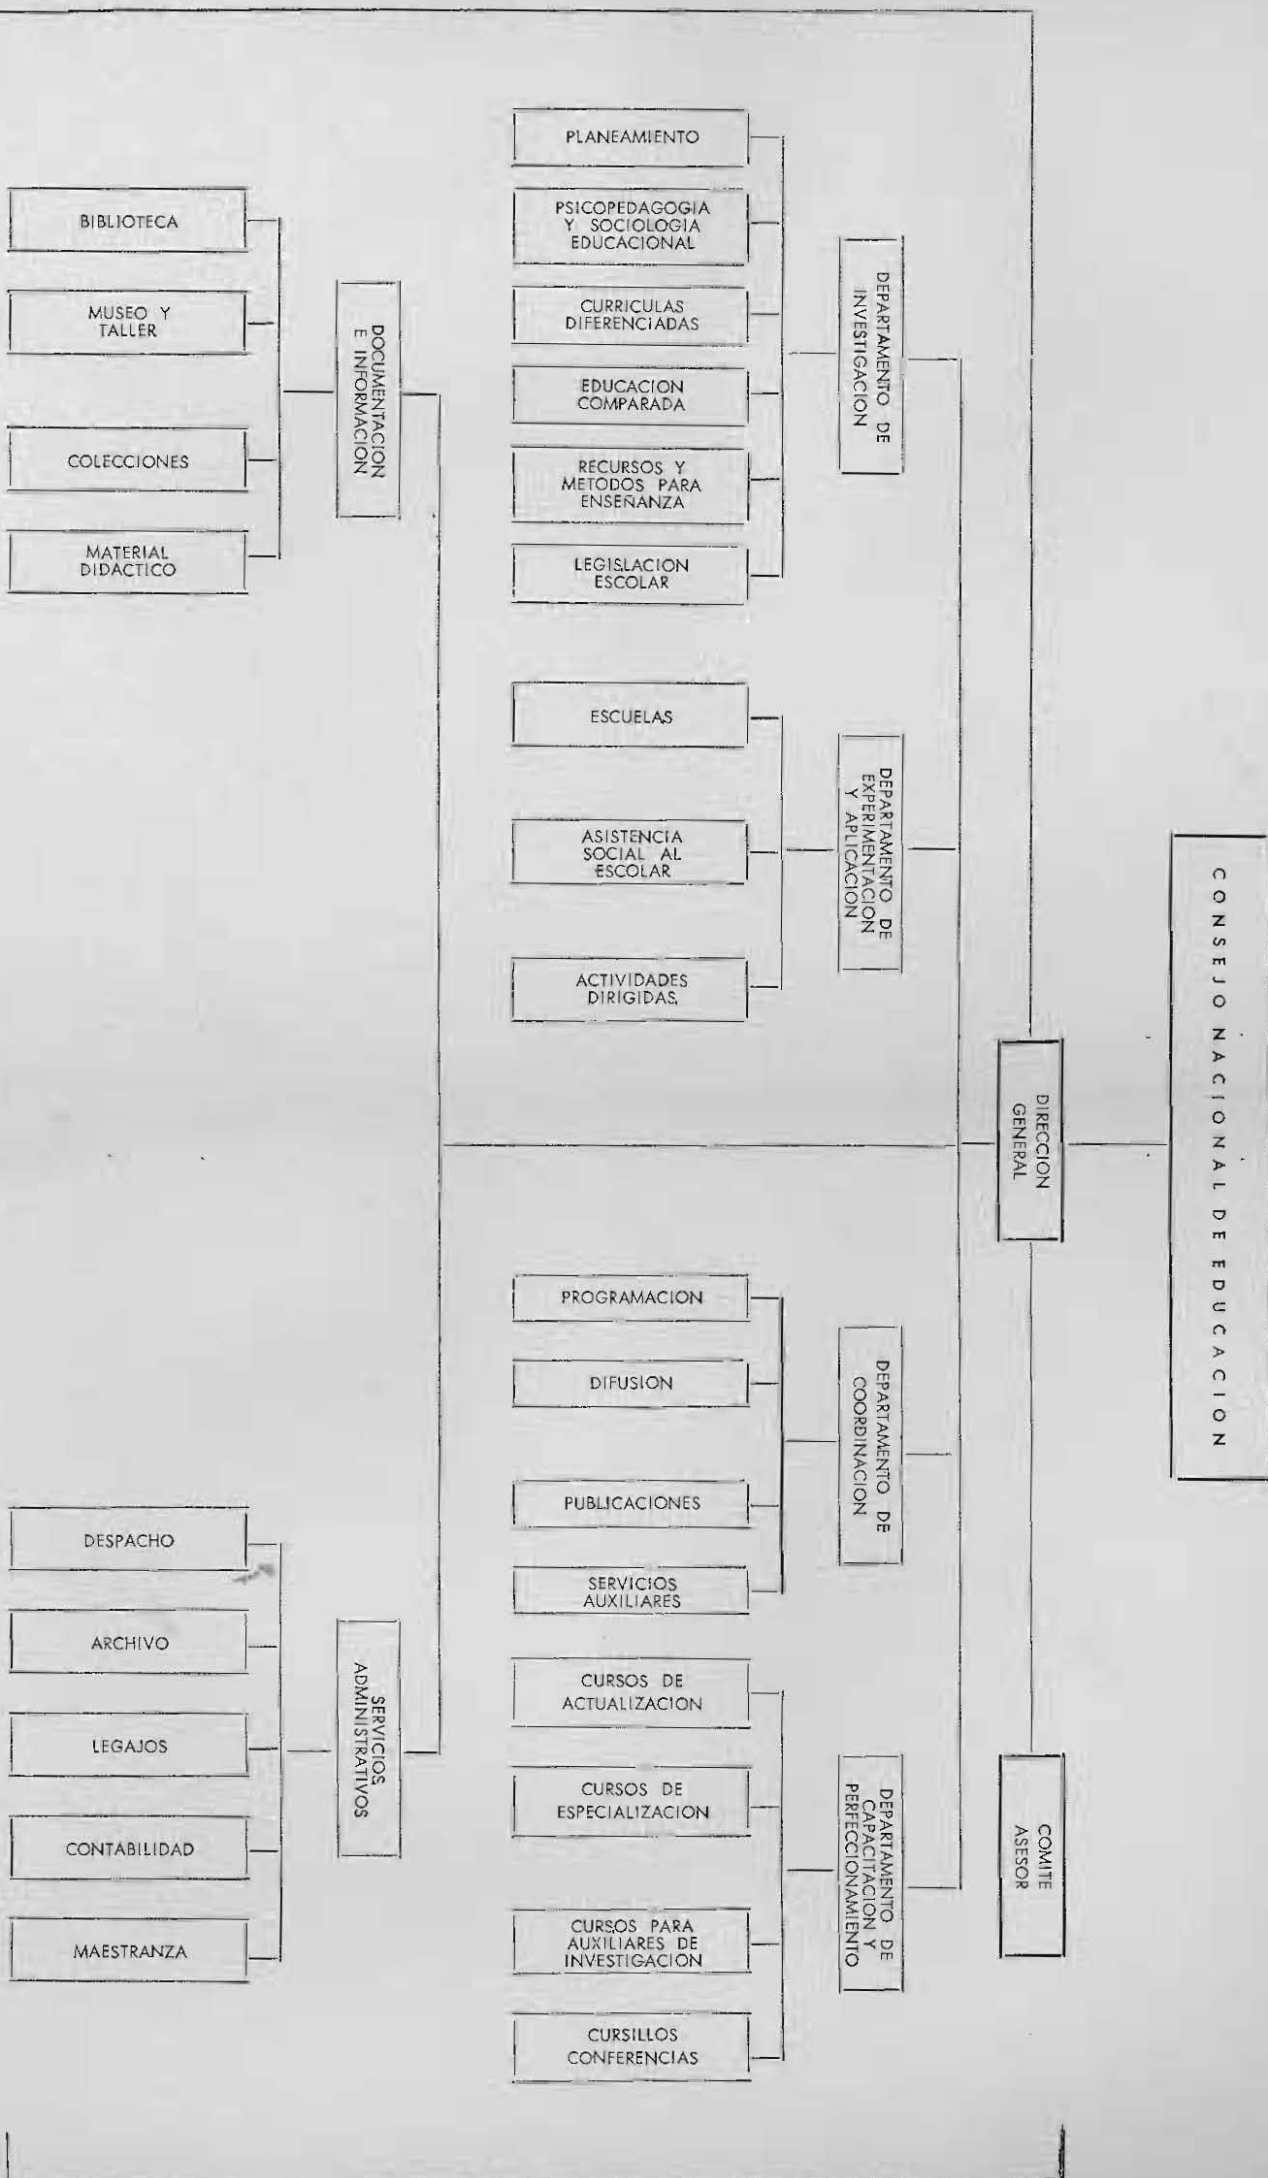 CONSEJO NACIONAL DE EDUCACION
DIRECCION
GENERAL
COMITE
ASESOR
DEPARTAMENTO DE
INVESTIGACION
PLANEAMIENTO
PSICOPEDAGOGIA
Y SOCIOLOGIA
EDUCACIONAL
CURRICULAS
DIFERENCIADAS
EDUCACION
COMPARADA
RECURSOS Y
METODOS PARA
ENSEÑANZA
LEGISLACION
ESCOLAR
DEPARTAMENTO DE
EXPERIMENTACION
Y APLICACION
ESCUELAS
ASISTENCIA
SOCIAL AL
ESCOLAR
ACTIVIDADES
DIRIGIDAS
DEPARTAMENTO DE
COORDINACION
PROGRAMACION
DIFUSION
PUBLICACIONES
SERVICIOS
AUXILIARES
DEPARTAMENTO DE
CAPACITACION Y
PERFECCIONAMIENTO
CURSOS DE
ACTUALIZACION
CURSOS DE
ESPECIALIZACION
CURSOS PARA
AUXILIARES DE
INVESTIGACION
CURSILLOS
CONFERENCIAS
DOCUMENTACION
E INFORMACION
BIBLIOTECA
MUSEO Y
TALLER
COLECCIONES
MATERIAL
DIDACTICO
SERVICIOS
ADMINISTRATIVOS
DESPACHO
ARCHIVO
LEGAJOS
CONTABILIDAD
MAESTRANZA